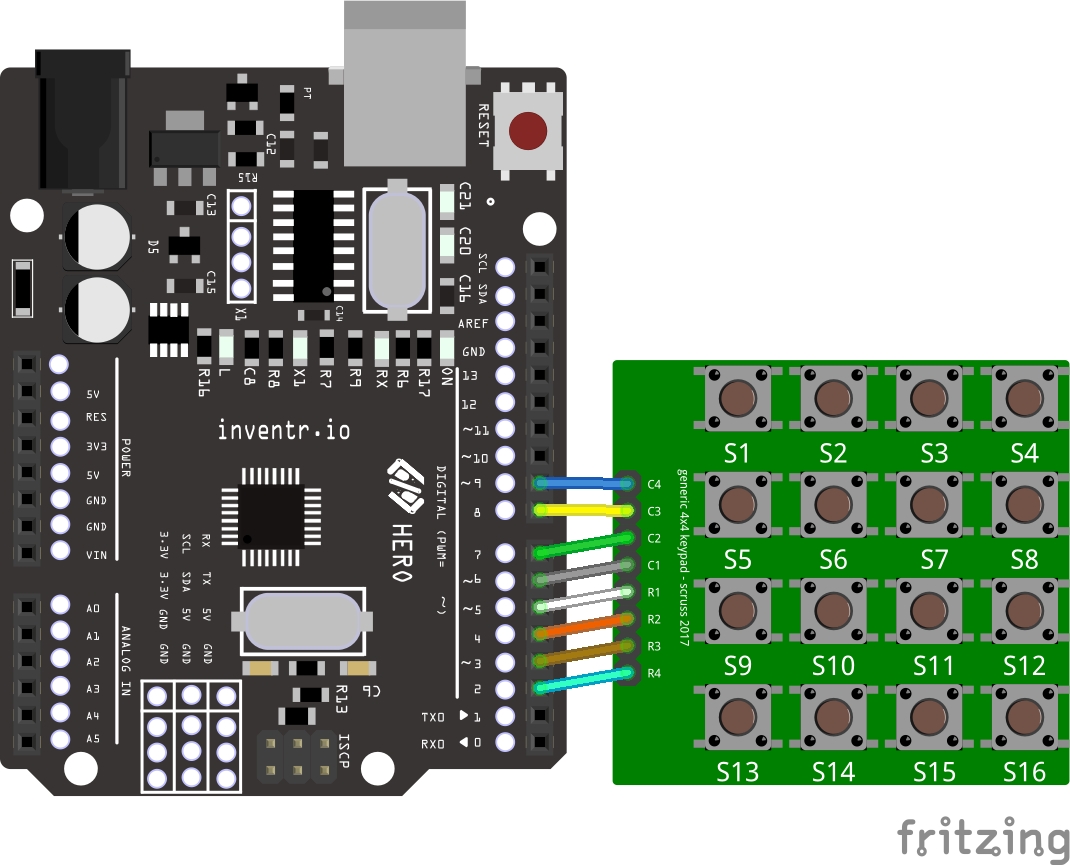 PT
RESET
C12
R15
C13
C21
D5
C20
SCL
SDA
C15
C16
X1
C14
AREF
GND
R16
L
C8
R8
X1
R7
R9
RX
R6
R17
ON
13
12
~11
~10
~9
8
7
~6
~5
4
~3
2
TX0 ▶ 1
RX0 ◀ 0
5V
RES
3V3
5V
GND
GND
VIN
POWER
inventr.io
HERO
DIGITAL (PWM= ~)
3.3V 3.3V GND GND
SCL SDA 5V 5V
RX TX 5V GND
A0
A1
A2
A3
A4
A5
ANALOG IN
R13
ISCP
C4
C3
C2
C1
R1
R2
R3
R4
generic 4x4 keypad - scruss 2017
S1 S2 S3 S4
S5 S6 S7 S8
S9 S10 S11 S12
S13 S14 S15 S16
fritzing